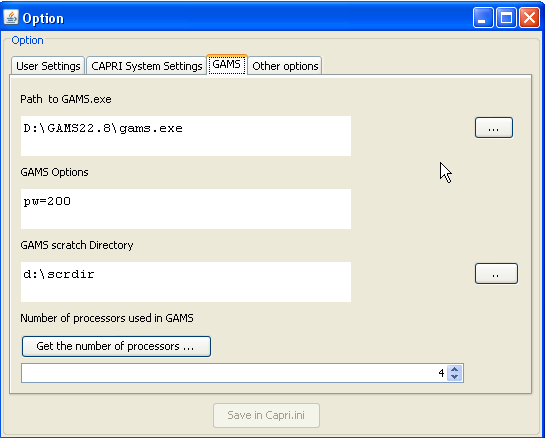 Option
Option
User Settings CAPRI System Settings GAMS Other options
Path to GAMS.exe
D:\GAMS22.8\gams.exe
...
GAMS Options
pw=200
GAMS scratch Directory
d:\scrdir
..
Number of processors used in GAMS
Get the number of processors ...
4
Save in Capri.ini